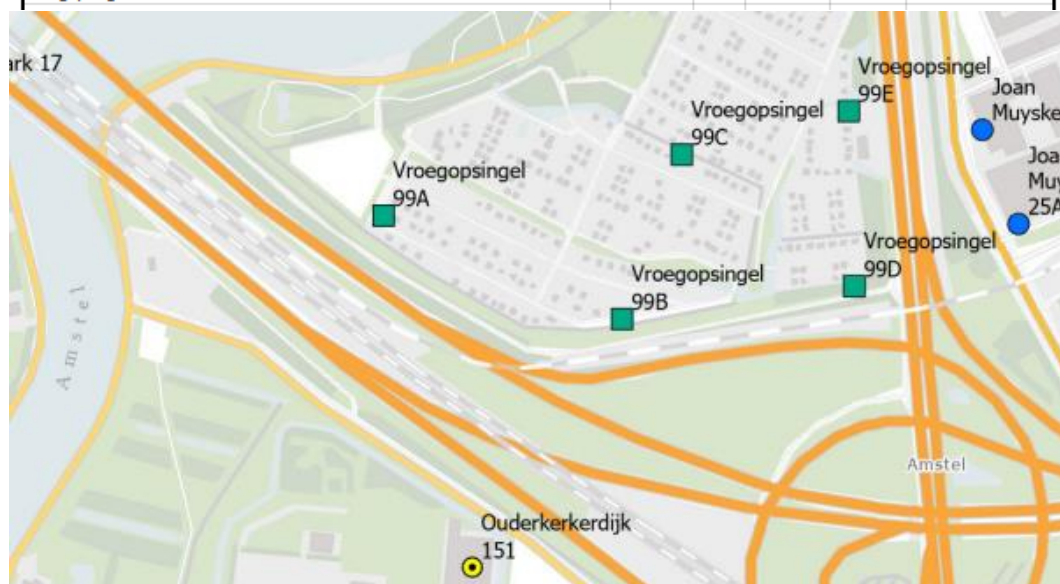 ark 17
Vroegopsingel
99E
Joan
Muyske
Vroegopsingel
99C
Joa
Muy
25A
Vroegopsingel
99A
Vroegopsingel
99D
Vroegopsingel
99B
Amstel
Amstel
Ouderkerkerdijk
151